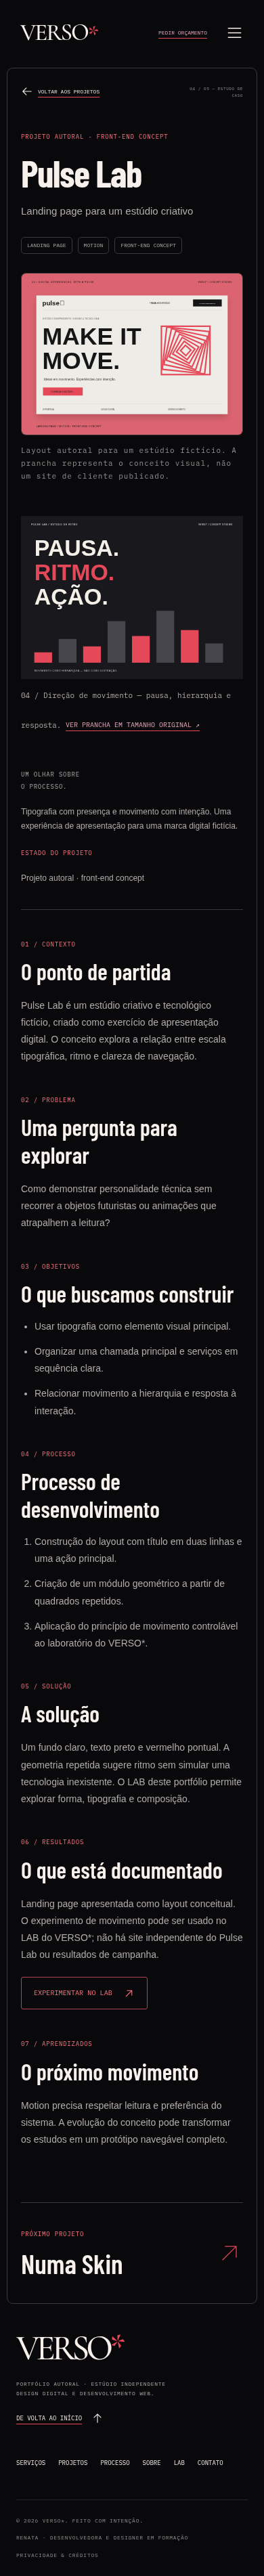 VERSO*
PEDIR ORÇAMENTO
VOLTAR AOS PROJETOS
04 / 05 — ESTUDO DE
CASO
PROJETO AUTORAL · FRONT-END CONCEPT
Pulse Lab
Landing page para um estúdio criativo
LANDING PAGE
MOTION
FRONT-END CONCEPT
pulse
MAKE IT
MOVE.
Layout autoral para um estúdio fictício. A
prancha representa o conceito visual, não
um site de cliente publicado.
PAUSA.
RITMO.
AÇÃO.
04 / Direção de movimento — pausa, hierarquia e
resposta. VER PRANCHA EM TAMANHO ORIGINAL ↗
UM OLHAR SOBRE
O PROCESSO.
Tipografia com presença e movimento com intenção. Uma
experiência de apresentação para uma marca digital fictícia.
ESTADO DO PROJETO
Projeto autoral · front-end concept
01 / CONTEXTO
O ponto de partida
Pulse Lab é um estúdio criativo e tecnológico
fictício, criado como exercício de apresentação
digital. O conceito explora a relação entre escala
tipográfica, ritmo e clareza de navegação.
02 / PROBLEMA
Uma pergunta para
explorar
Como demonstrar personalidade técnica sem
recorrer a objetos futuristas ou animações que
atrapalhem a leitura?
03 / OBJETIVOS
O que buscamos construir
• Usar tipografia como elemento visual principal.
• Organizar uma chamada principal e serviços em
sequência clara.
• Relacionar movimento a hierarquia e resposta à
interação.
04 / PROCESSO
Processo de
desenvolvimento
1. Construção do layout com título em duas linhas e
uma ação principal.
2. Criação de um módulo geométrico a partir de
quadrados repetidos.
3. Aplicação do princípio de movimento controlável
ao laboratório do VERSO*.
05 / SOLUÇÃO
A solução
Um fundo claro, texto preto e vermelho pontual. A
geometria repetida sugere ritmo sem simular uma
tecnologia inexistente. O LAB deste portfólio permite
explorar forma, tipografia e composição.
06 / RESULTADOS
O que está documentado
Landing page apresentada como layout conceitual.
O experimento de movimento pode ser usado no
LAB do VERSO*; não há site independente do Pulse
Lab ou resultados de campanha.
EXPERIMENTAR NO LAB
07 / APRENDIZADOS
O próximo movimento
Motion precisa respeitar leitura e preferência do
sistema. A evolução do conceito pode transformar
os estudos em um protótipo navegável completo.
PRÓXIMO PROJETO
Numa Skin
VERSO*
PORTFÓLIO AUTORAL · ESTÚDIO INDEPENDENTE
DESIGN DIGITAL E DESENVOLVIMENTO WEB.
DE VOLTA AO INÍCIO
SERVIÇOS PROJETOS PROCESSO SOBRE LAB CONTATO
© 2026 VERSO*. FEITO COM INTENÇÃO.
RENATA · DESENVOLVEDORA E DESIGNER EM FORMAÇÃO
PRIVACIDADE & CRÉDITOS